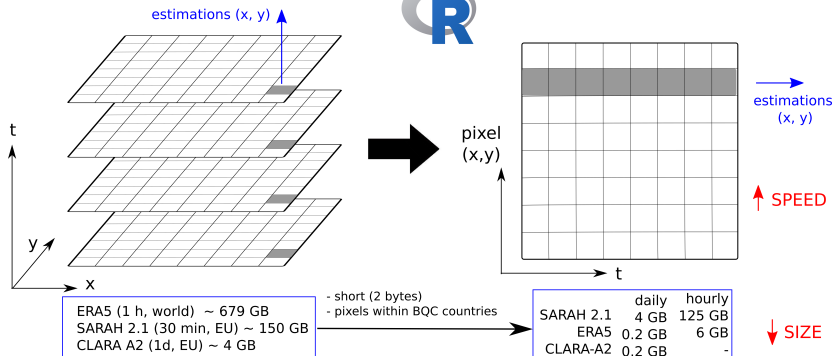 estimations (x, y)
R
t
y
x
pixel
(x,y)
t
estimations
(x, y)
SPEED
ERA5 (1 h, world) ~ 679 GB
SARAH 2.1 (30 min, EU) ~ 150 GB
CLARA A2 (1d, EU) ~ 4 GB
- short (2 bytes)
- pixels within BQC countries
daily hourly
SARAH 2.1 4 GB 125 GB
ERA5 0.2 GB 6 GB
CLARA-A2 0.2 GB -
SIZE